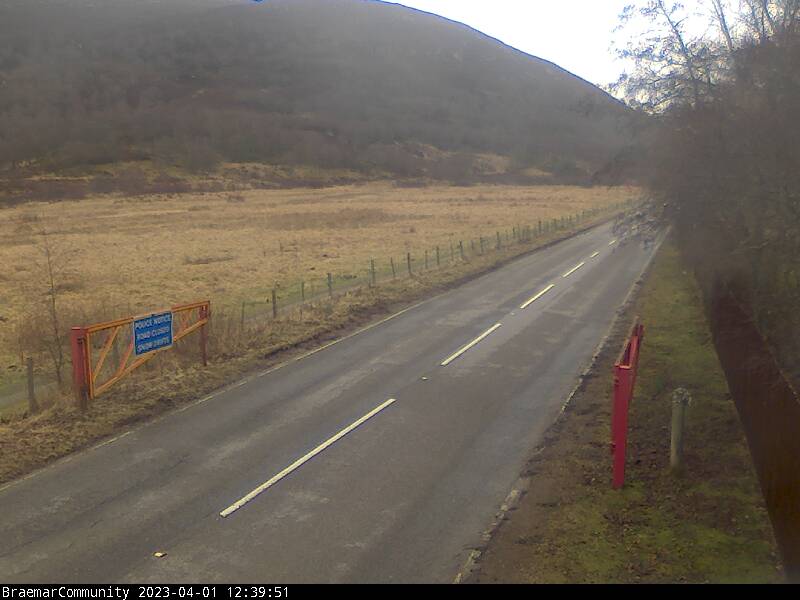 POLICE NOTICE
ROAD CLOSED
SNOW DRIFTS
BraemarCommunity 2023-04-01 12:39:51